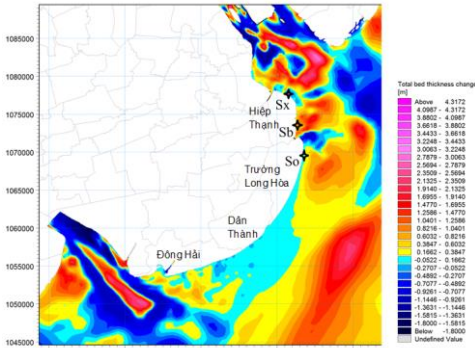 1085000
1080000
1075000
1070000
1065000
1060000
1055000
1050000
1045000
Sx
Hiệp
Thạnh
Sb
So
Trường
Long Hòa
Dân
Thành
Đông Hải
Total bed thickness change
[m]
Above 4.3172
4.0987 - 4.3172
3.8802 - 4.0987
3.6618 - 3.8802
3.4433 - 3.6618
3.2248 - 3.4433
3.0063 - 3.2248
2.7879 - 3.0063
2.5694 - 2.7879
2.3509 - 2.5694
2.1325 - 2.3509
1.9140 - 2.1325
1.6955 - 1.9140
1.4770 - 1.6955
1.2586 - 1.4770
1.0401 - 1.2586
0.8216 - 1.0401
0.6032 - 0.8216
0.3847 - 0.6032
0.1662 - 0.3847
-0.0522 - 0.1662
-0.2707 - -0.0522
-0.4892 - -0.2707
-0.7077 - -0.4892
-0.9261 - -0.7077
-1.1446 - -0.9261
-1.3631 - -1.1446
-1.5815 - -1.3631
-1.8000 - -1.5815
Below -1.8000
Undefined Value